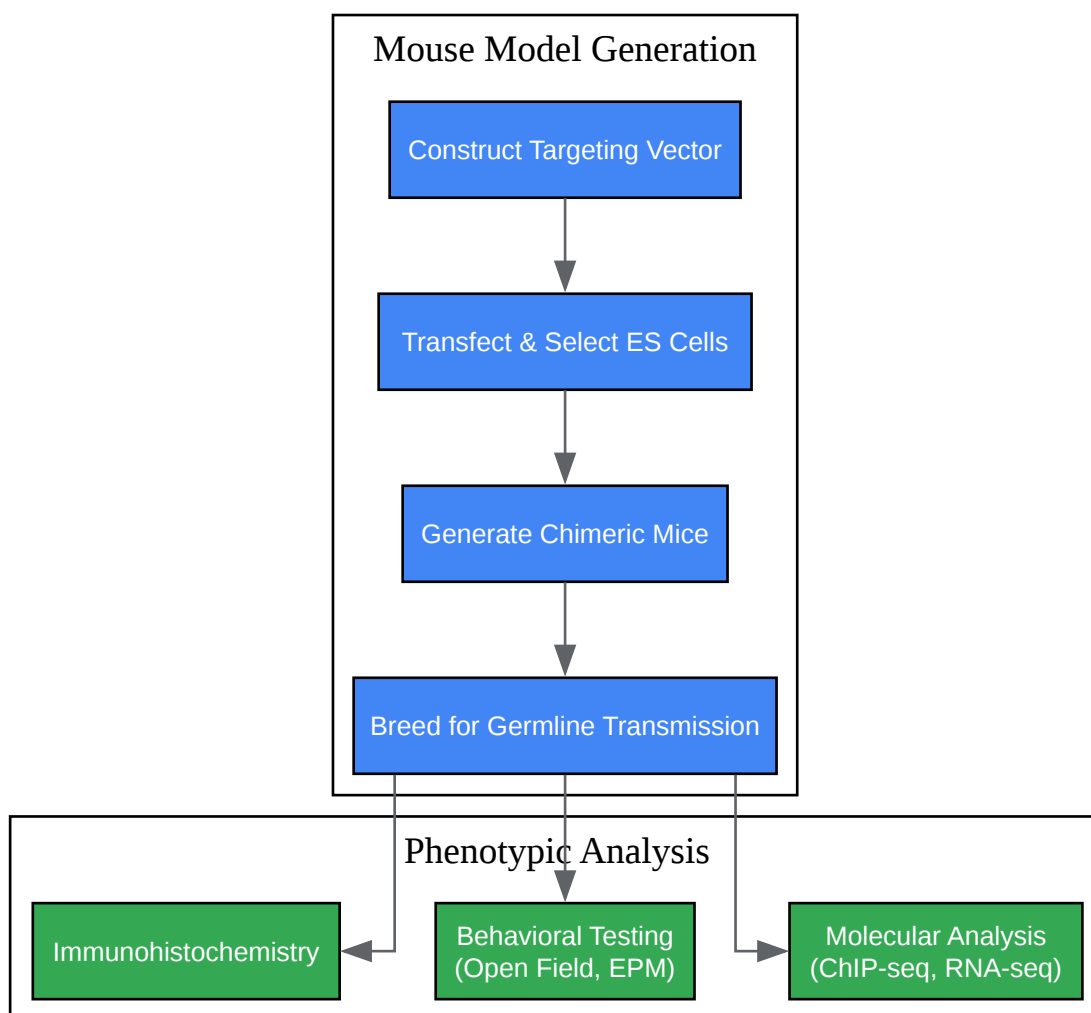 Mouse Model Generation
Construct Targeting Vector
Transfect & Select ES Cells
Generate Chimeric Mice
Breed for Germline Transmission
Phenotypic Analysis
Immunohistochemistry
Behavioral Testing
(Open Field, EPM)
Molecular Analysis
(ChIP-seq, RNA-seq)